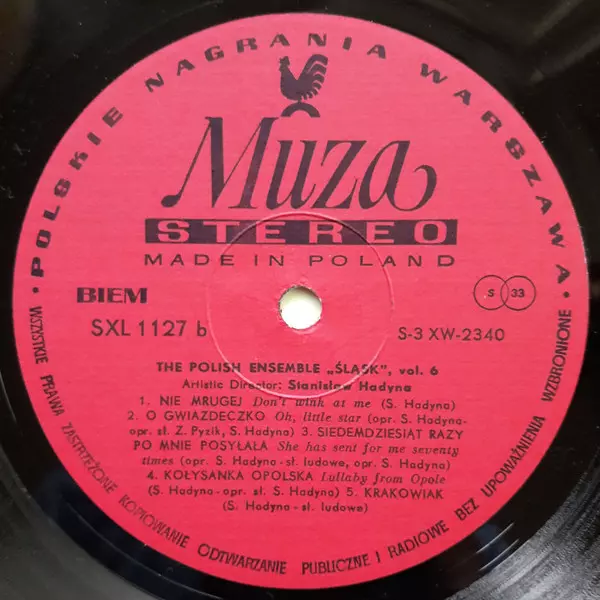 • POLSKIE NAGRANIA WARSZAWA •
Muza
STEREO
MADE IN POLAND
BIEM
S 33
SXL 1127 b
S-3 XW-2340
THE POLISH ENSEMBLE „ŚLĄSK”, vol. 6
Artistic Director: Stanisław Hadyna
1. NIE MRUGEJ Don't wink at me (S. Hadyna)
2. O GWIAZDECZKO Oh, little star (opr. S. Hadyna-
opr. sł. Z. Pyzik, S. Hadyna) 3. SIEDEMDZIESIĄT RAZY
PO MNIE POSYŁAŁA She has sent for me seventy
times (opr. S. Hadyna-sł. ludowe, opr. S. Hadyna)
4. KOŁYSANKA OPOLSKA Lullaby from Opole
(S. Hadyna-opr. sł. S. Hadyna) 5. KRAKOWIAK
(S. Hadyna-sł. ludowe)
WSZYSTKIE PRAWA ZASTRZEŻONE KOPIOWANIE ODTWARZANIE PUBLICZNE I RADIOWE BEZ UPOWAŻNIENIA WZBRONIONE